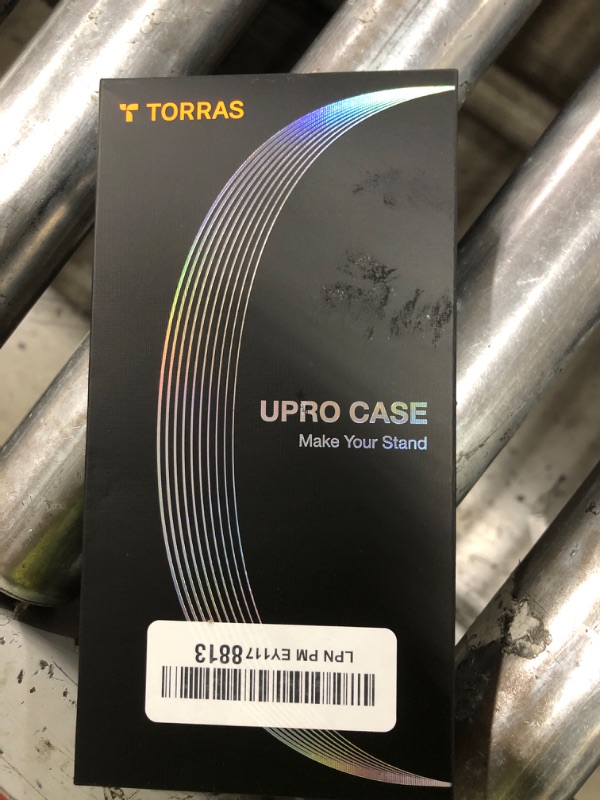 TORRAS
UPRO CASE
Make Your Stand
LPN PM EY1178813